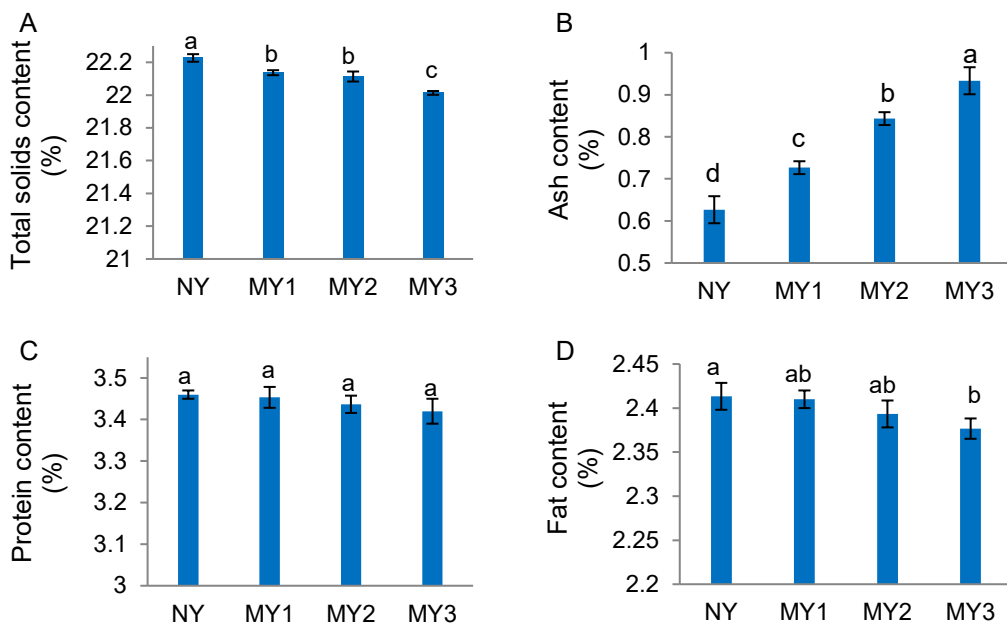 A
Total solids content
(%)
22.2
22
21.8
21.6
21.4
21.2
21
a
b
b
c
NY MY1 MY2 MY3
B
Ash content
(%)
1
0.9
0.8
0.7
0.6
0.5
d
c
b
a
NY MY1 MY2 MY3
C
Protein content
(%)
3.5
3.4
3.3
3.2
3.1
3
a
a
a
a
NY MY1 MY2 MY3
D
Fat content
(%)
2.45
2.4
2.35
2.3
2.25
2.2
a
ab
ab
b
NY MY1 MY2 MY3